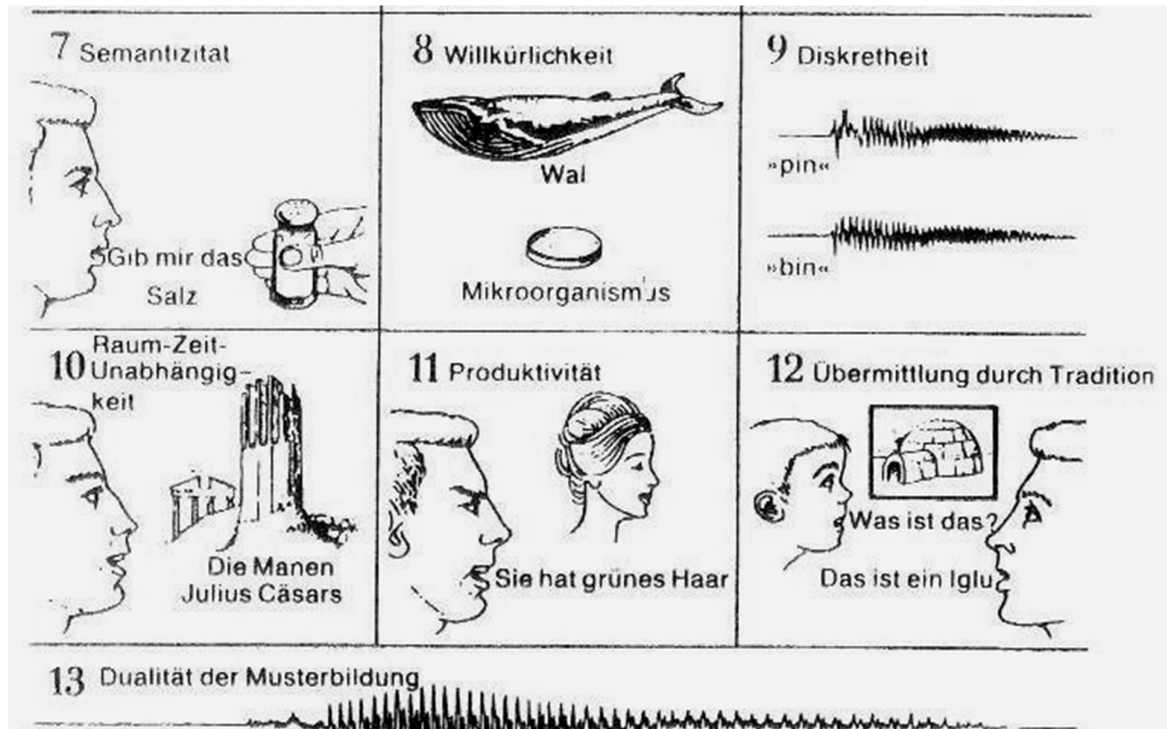 7 Semantizität
Gib mir das
Salz
8 Willkürlichkeit
Wal
Mikroorganismus
9 Diskretheit
»pin«
»bin«
10 Raum-Zeit-
Unabhängig-
keit
Die Manen
Julius Cäsars
11 Produktivität
Sie hat grünes Haar
12 Übermittlung durch Tradition
Was ist das?
Das ist ein Iglu
13 Dualität der Musterbildung